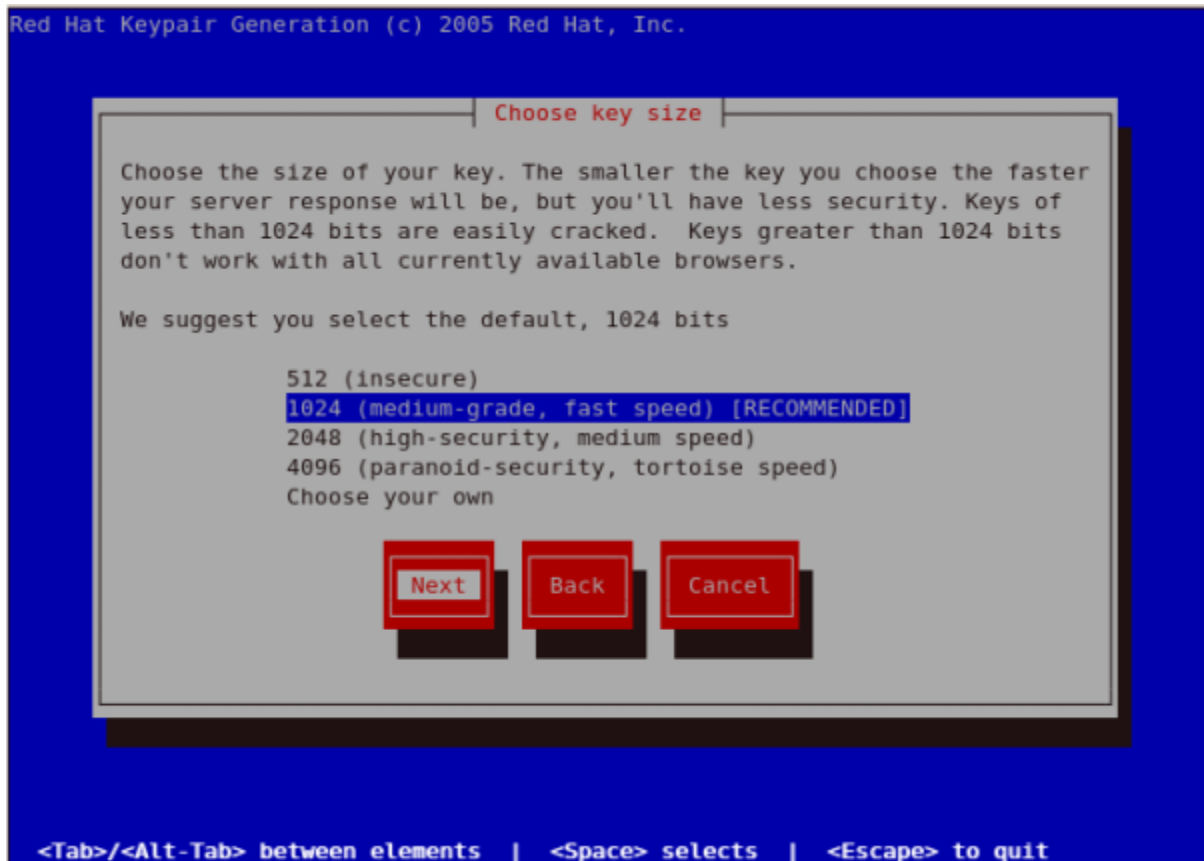 Red Hat Keypair Generation (c) 2005 Red Hat, Inc.
Choose key size
Choose the size of your key. The smaller the key you choose the faster
your server response will be, but you'll have less security. Keys of
less than 1024 bits are easily cracked.  Keys greater than 1024 bits
don't work with all currently available browsers.
We suggest you select the default, 1024 bits
512 (insecure)
1024 (medium-grade, fast speed) [RECOMMENDED]
2048 (high-security, medium speed)
4096 (paranoid-security, tortoise speed)
Choose your own
Next Back Cancel
<Tab>/<Alt-Tab> between elements | <Space> selects | <Escape> to quit